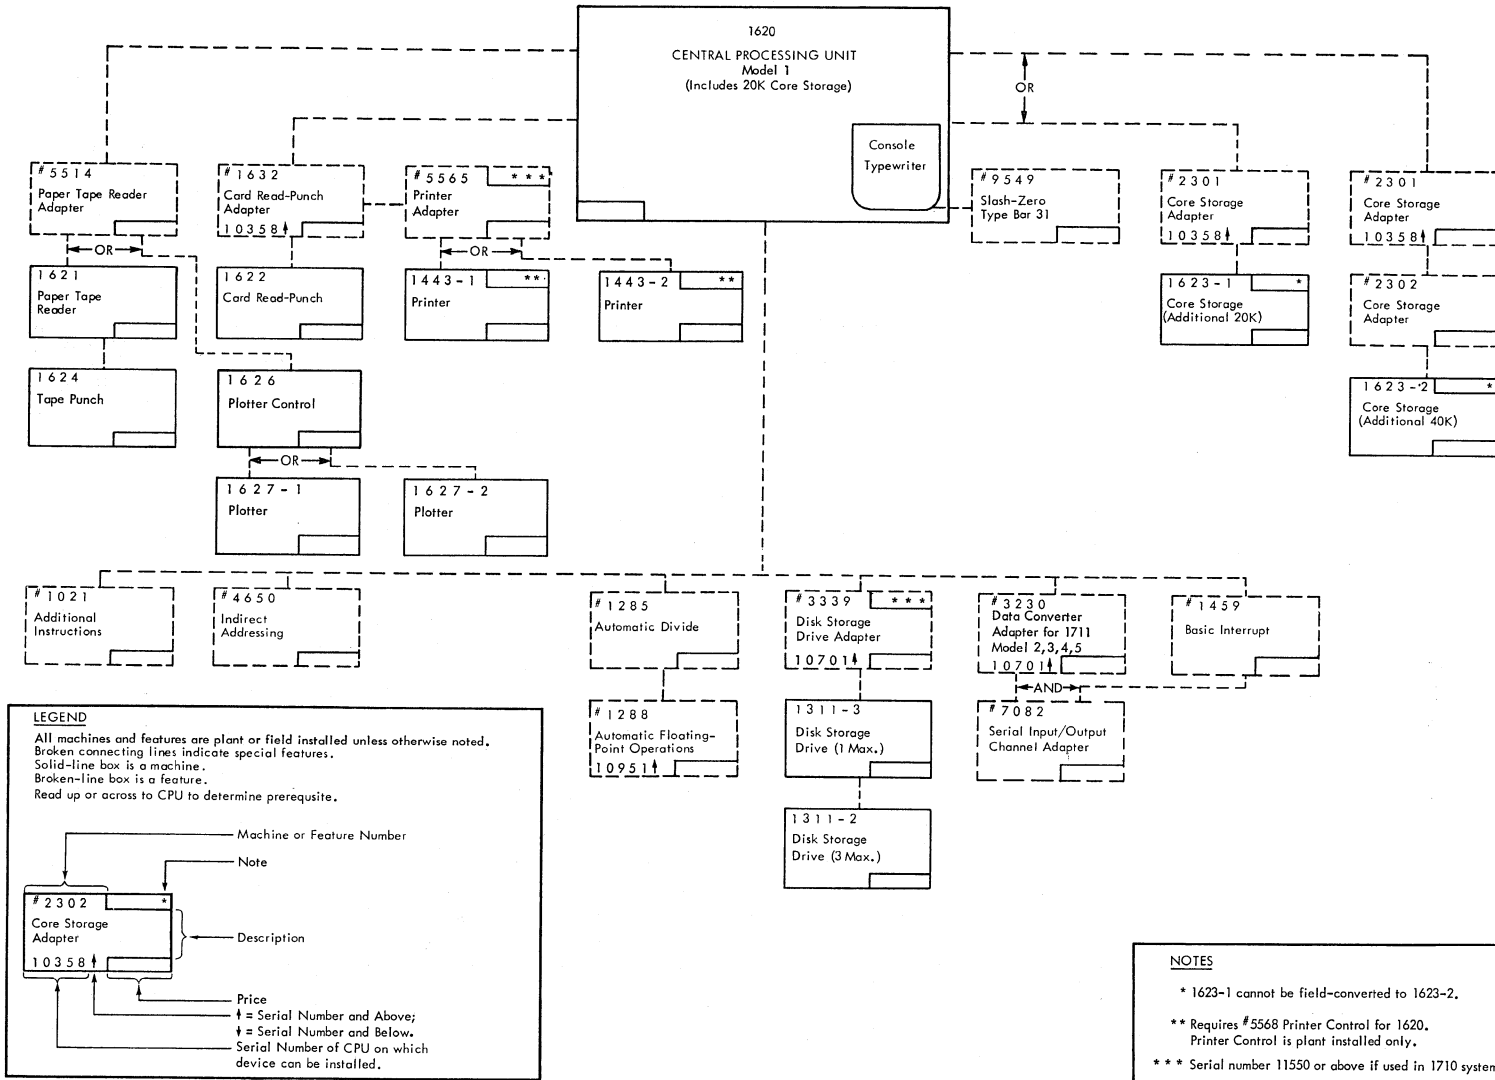 1620
CENTRAL PROCESSING UNIT
Model 1
(Includes 20K Core Storage)
OR
Console
Typewriter
# 5514
Paper Tape Reader
Adapter
# 1632
Card Read-Punch
Adapter
10358↑
# 5565 ***
Printer
Adapter
# 9549
Slash-Zero
Type Bar 31
# 2301
Core Storage
Adapter
10358↑
# 2301
Core Storage
Adapter
10358↑
OR
OR
1621
Paper Tape
Reader
1622
Card Read-Punch
1443-1 **
Printer
1443-2 **
Printer
1623-1 *
Core Storage
(Additional 20K)
# 2302
Core Storage
Adapter
1624
Tape Punch
1626
Plotter Control
1623-2 *
Core Storage
(Additional 40K)
OR
1627-1
Plotter
1627-2
Plotter
# 1021
Additional
Instructions
# 4650
Indirect
Addressing
# 1285
Automatic Divide
# 3339 ***
Disk Storage
Drive Adapter
10701↑
# 3230
Data Converter
Adapter for 1711
Model 2,3,4,5
10701↑
# 1459
Basic Interrupt
AND
# 1288
Automatic Floating-
Point Operations
10951↑
1311-3
Disk Storage
Drive (1 Max.)
# 7082
Serial Input/Output
Channel Adapter
1311-2
Disk Storage
Drive (3 Max.)
LEGEND
All machines and features are plant or field installed unless otherwise noted.
Broken connecting lines indicate special features.
Solid-line box is a machine.
Broken-line box is a feature.
Read up or across to CPU to determine prerequsite.
Machine or Feature Number
Note
# 2302 *
Core Storage
Adapter
10358↑
Description
Price
↑ = Serial Number and Above;
↓ = Serial Number and Below.
Serial Number of CPU on which
device can be installed.
NOTES
* 1623-1 cannot be field-converted to 1623-2.
** Requires #5568 Printer Control for 1620.
Printer Control is plant installed only.
*** Serial number 11550 or above if used in 1710 system